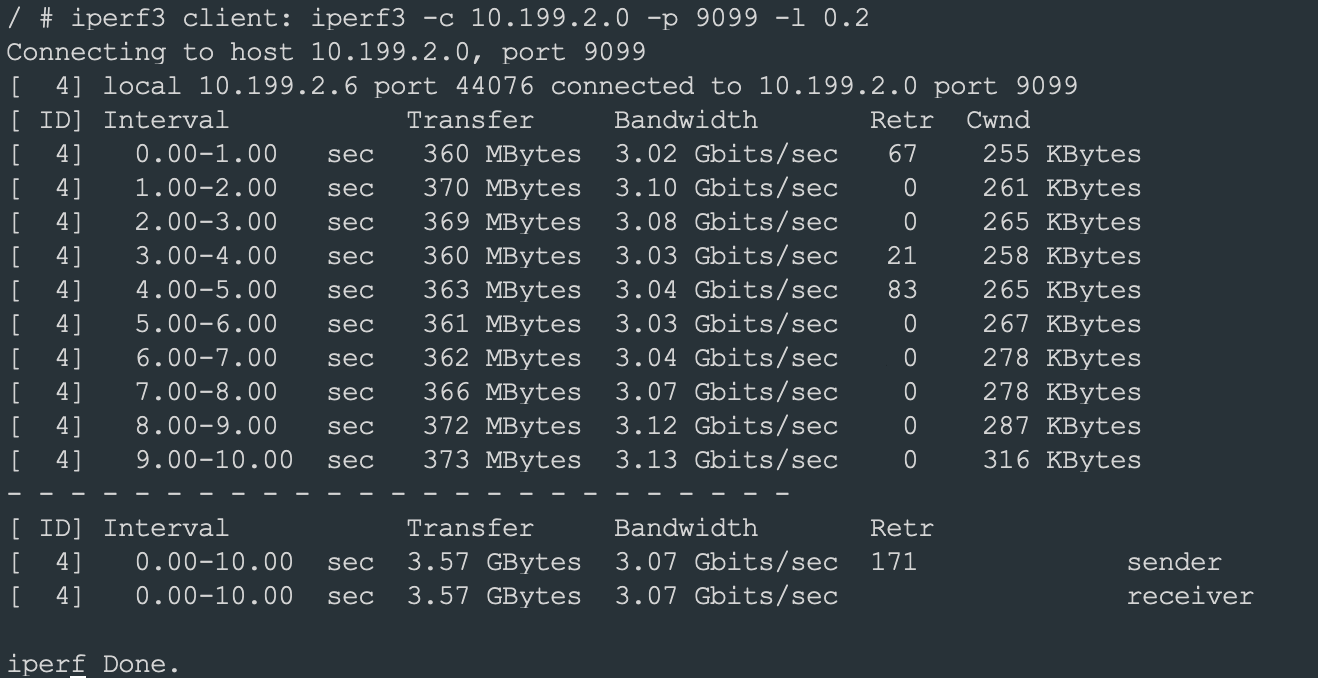 / # iperf3 client: iperf3 -c 10.199.2.0 -p 9099 -l 0.2
Connecting to host 10.199.2.0, port 9099
[  4] local 10.199.2.6 port 44076 connected to 10.199.2.0 port 9099
[ ID] Interval           Transfer     Bandwidth       Retr  Cwnd
[  4]   0.00-1.00   sec   360 MBytes  3.02 Gbits/sec   67    255 KBytes
[  4]   1.00-2.00   sec   370 MBytes  3.10 Gbits/sec    0    261 KBytes
[  4]   2.00-3.00   sec   369 MBytes  3.08 Gbits/sec    0    265 KBytes
[  4]   3.00-4.00   sec   360 MBytes  3.03 Gbits/sec   21    258 KBytes
[  4]   4.00-5.00   sec   363 MBytes  3.04 Gbits/sec   83    265 KBytes
[  4]   5.00-6.00   sec   361 MBytes  3.03 Gbits/sec    0    267 KBytes
[  4]   6.00-7.00   sec   362 MBytes  3.04 Gbits/sec    0    278 KBytes
[  4]   7.00-8.00   sec   366 MBytes  3.07 Gbits/sec    0    278 KBytes
[  4]   8.00-9.00   sec   372 MBytes  3.12 Gbits/sec    0    287 KBytes
[  4]   9.00-10.00  sec   373 MBytes  3.13 Gbits/sec    0    316 KBytes
- - - - - - - - - - - - - - - - - - - - - - - - -
[ ID] Interval           Transfer     Bandwidth       Retr
[  4]   0.00-10.00  sec  3.57 GBytes  3.07 Gbits/sec  171             sender
[  4]   0.00-10.00  sec  3.57 GBytes  3.07 Gbits/sec                  receiver
iperf Done.